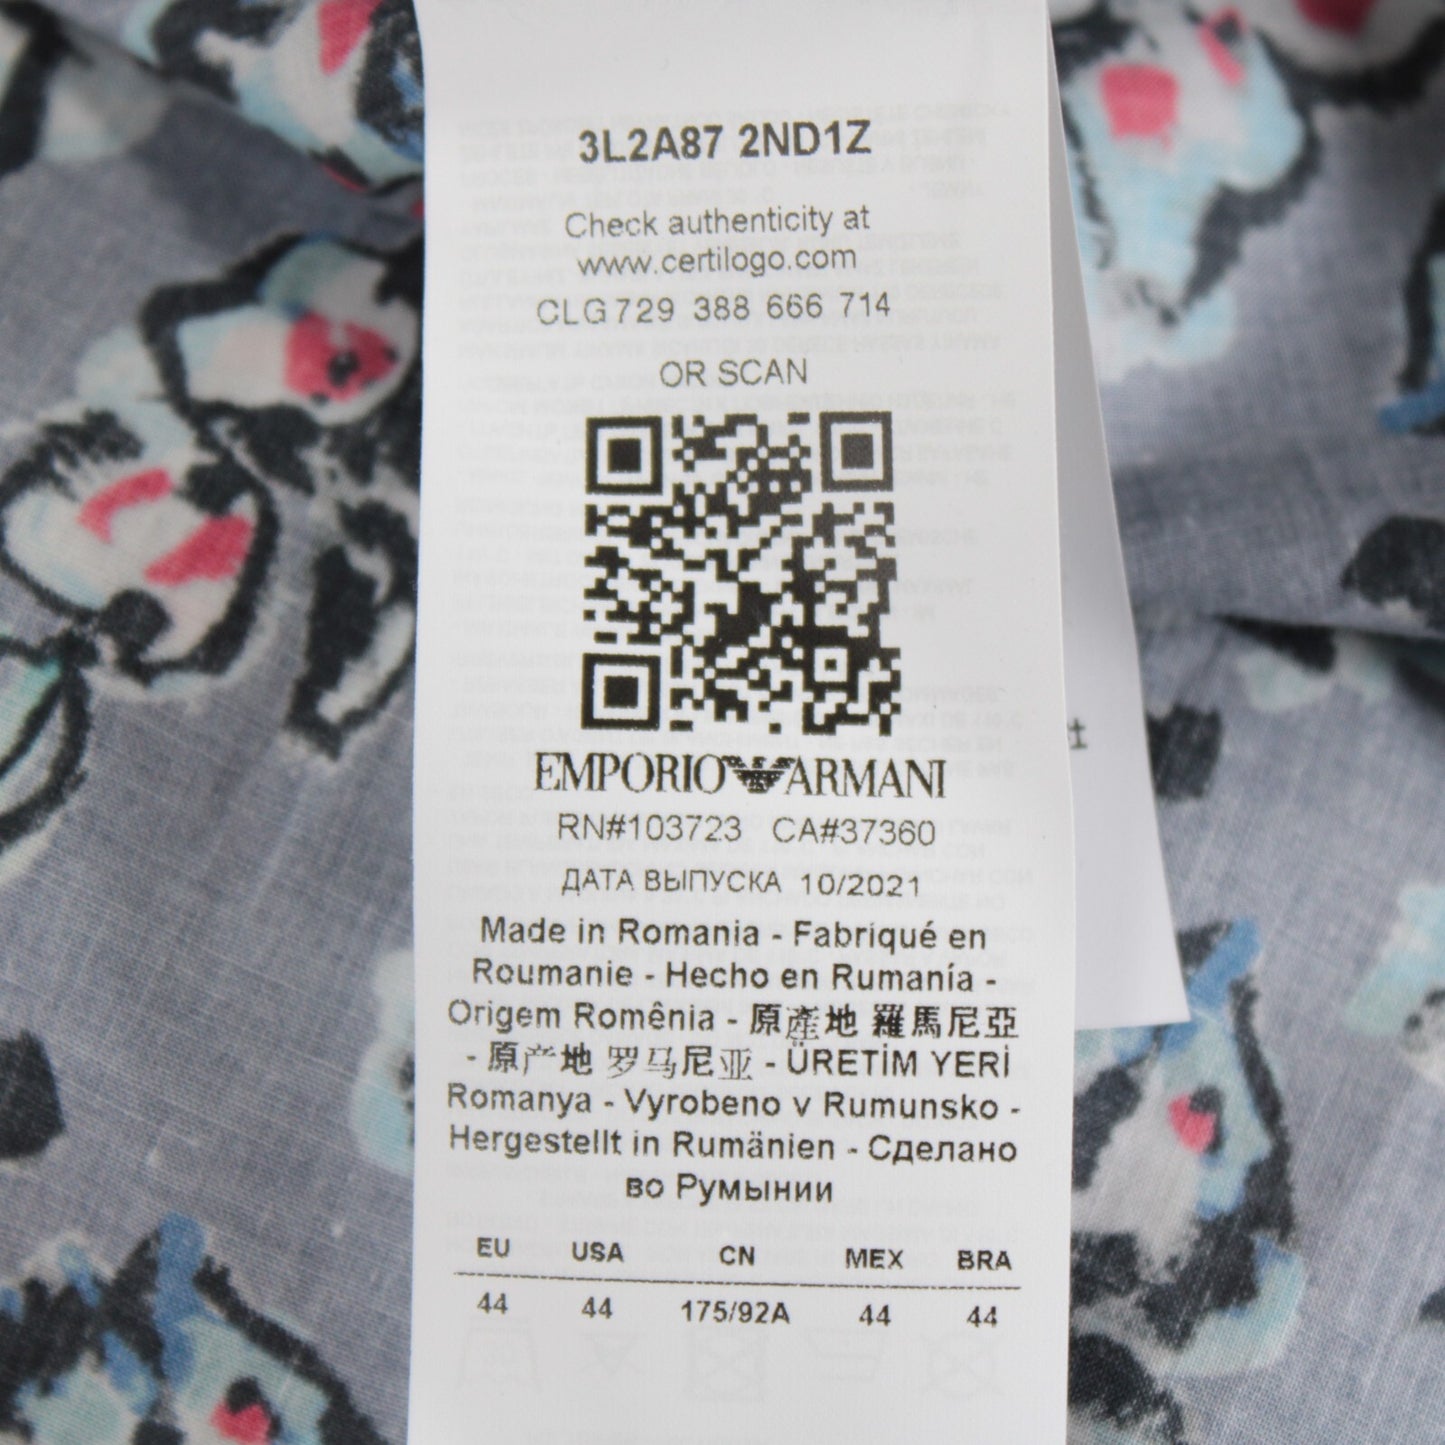 3L2A87 2ND1Z
Check authenticity at
www.certilogo.com
CLG 729 388 666 714
OR SCAN
EMPORIO ARMANI
RN#103723 CA#37360
ДАТА ВЫПУСКА 10/2021
Made in Romania - Fabriqué en
Roumanie - Hecho en Rumanía -
Origem Romênia - 原產地 羅馬尼亞
- 原产地 罗马尼亚 - ÜRETİM YERİ
Romanya - Vyrobeno v Rumunsko -
Hergestellt in Rumänien - Сделано
во Румынии
EU USA CN MEX BRA
44 44 175/92A 44 44